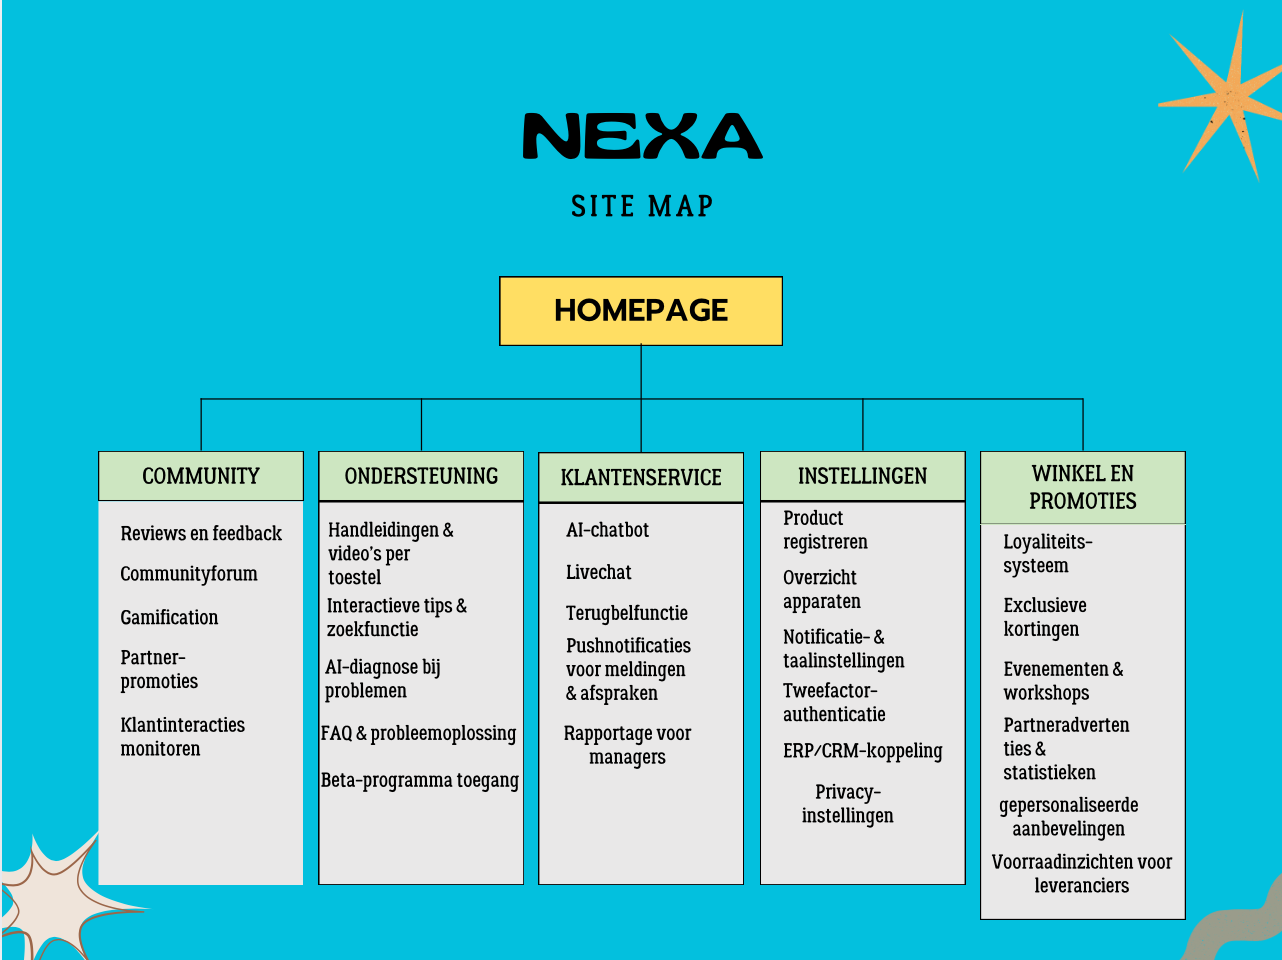 NEXA
SITE MAP
HOMEPAGE
COMMUNITY
Reviews en feedback
Communityforum
Gamification
Partner-
promoties
Klantinteracties
monitoren
ONDERSTEUNING
Handleidingen &
video's per
toestel
Interactieve tips &
zoekfunctie
AI-diagnose bij
problemen
FAQ & probleemoplossing
Beta-programma toegang
KLANTENSERVICE
AI-chatbot
Livechat
Terugbelfunctie
Pushnotificaties
voor meldingen
& afspraken
Rapportage voor
managers
INSTELLINGEN
Product
registreren
Overzicht
apparaten
Notificatie- &
taalinstellingen
Tweefactor-
authenticatie
ERP/CRM-koppeling
Privacy-
instellingen
WINKEL EN
PROMOTIES
Loyaliteits-
systeem
Exclusieve
kortingen
Evenementen &
workshops
Partneradverten
ties &
statistieken
gepersonaliseerde
aanbevelingen
Voorraadinzichten voor
leveranciers